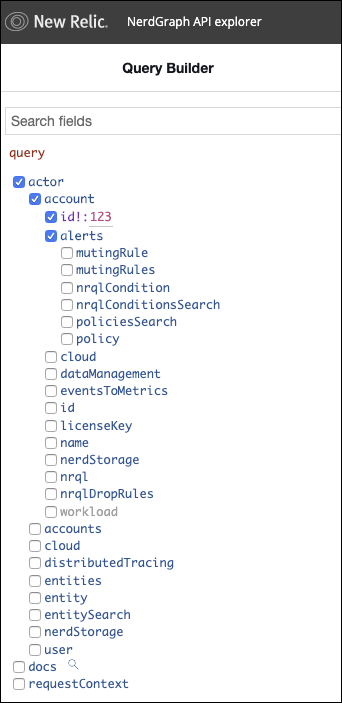 New Relic. NerdGraph API explorer
Query Builder
Search fields
query
actor
account
id!:123
alerts
mutingRule
mutingRules
nrqlCondition
nrqlConditionsSearch
policiesSearch
policy
cloud
dataManagement
eventsToMetrics
id
licenseKey
name
nerdStorage
nrql
nrqlDropRules
workload
accounts
cloud
distributedTracing
entities
entity
entitySearch
nerdStorage
user
docs
requestContext